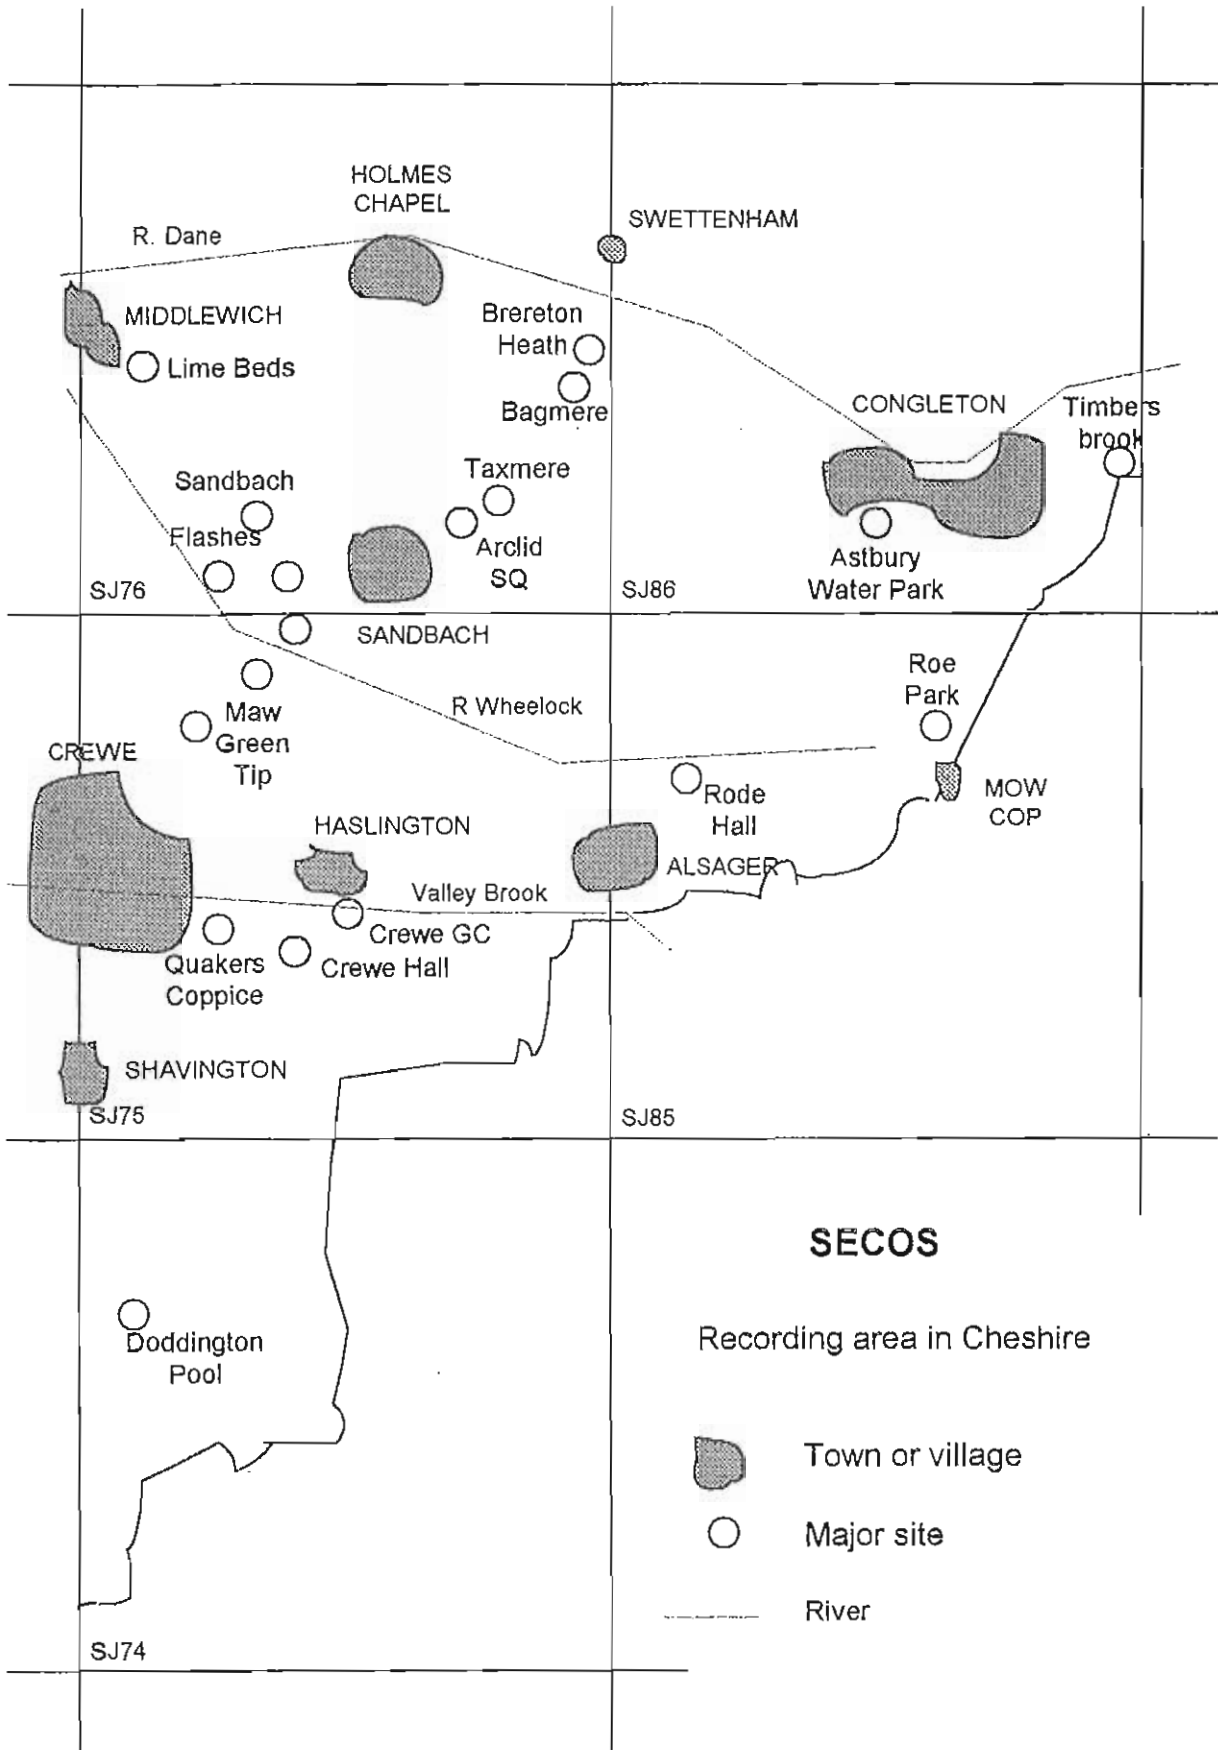 HOLMES
CHAPEL
SWETTENHAM
R. Dane
MIDDLEWICH
Brereton
Heath
Lime Beds
Bagmere
CONGLETON
Timbers
brook
Taxmere
Sandbach
Flashes
Arclid
SQ
Astbury
Water Park
SJ76
SJ86
SANDBACH
Roe
Park
R Wheelock
Maw
Green
Tip
CREWE
MOW
COP
Rode
Hall
HASLINGTON
ALSAGER
Valley Brook
Crewe GC
Quakers
Coppice
Crewe Hall
SHAVINGTON
SJ75
SJ85
SECOS
Recording area in Cheshire
Doddington
Pool
Town or village
Major site
River
SJ74